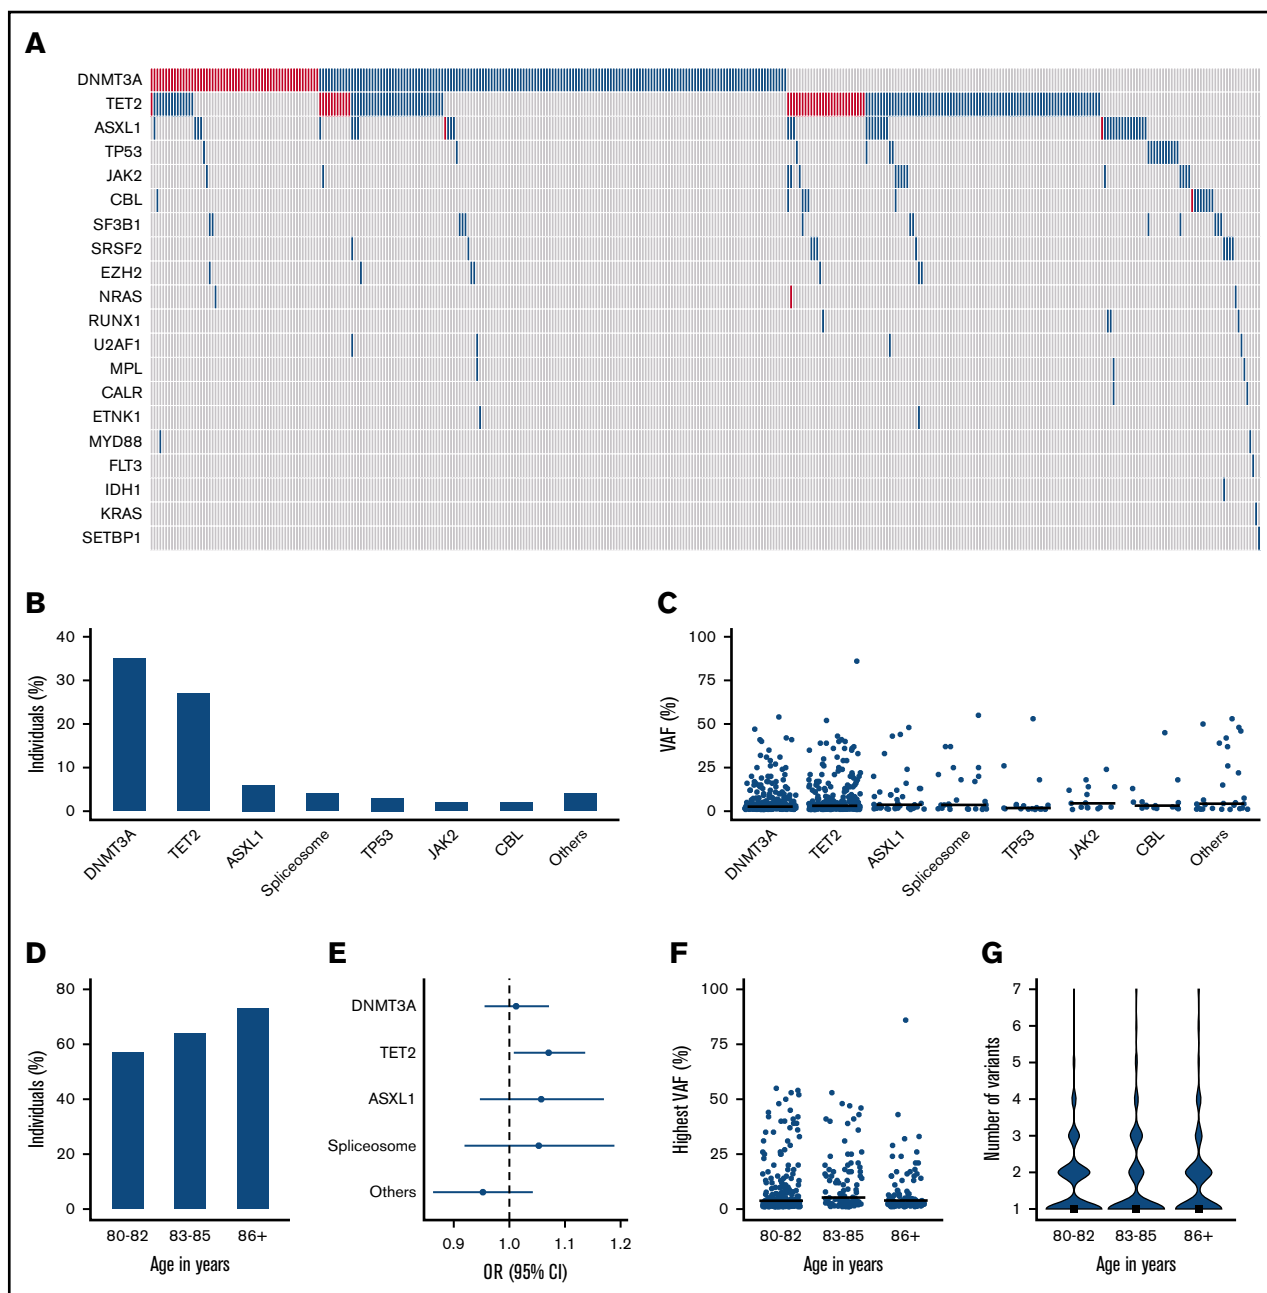 A
DNMT3A
TET2
ASXL1
TP53
JAK2
CBL
SF3B1
SRSF2
EZH2
NRAS
RUNX1
U2AF1
MPL
CALR
ETNK1
MYD88
FLT3
IDH1
KRAS
SETBP1
B
Individuals (%)
40
30
20
10
0
DNMT3A
TET2
ASXL1
Spliceosome
TP53
JAK2
CBL
Others
C
VAF (%)
100
75
50
25
0
DNMT3A
TET2
ASXL1
Spliceosome
TP53
JAK2
CBL
Others
D
Individuals (%)
80
60
40
20
0
80-82 83-85 86+
Age in years
E
DNMT3A
TET2
ASXL1
Spliceosome
Others
0.9 1.0 1.1 1.2
OR (95% CI)
F
Highest VAF (%)
100
75
50
25
0
80-82 83-85 86+
Age in years
G
Number of variants
7
6
5
4
3
2
1
80-82 83-85 86+
Age in years